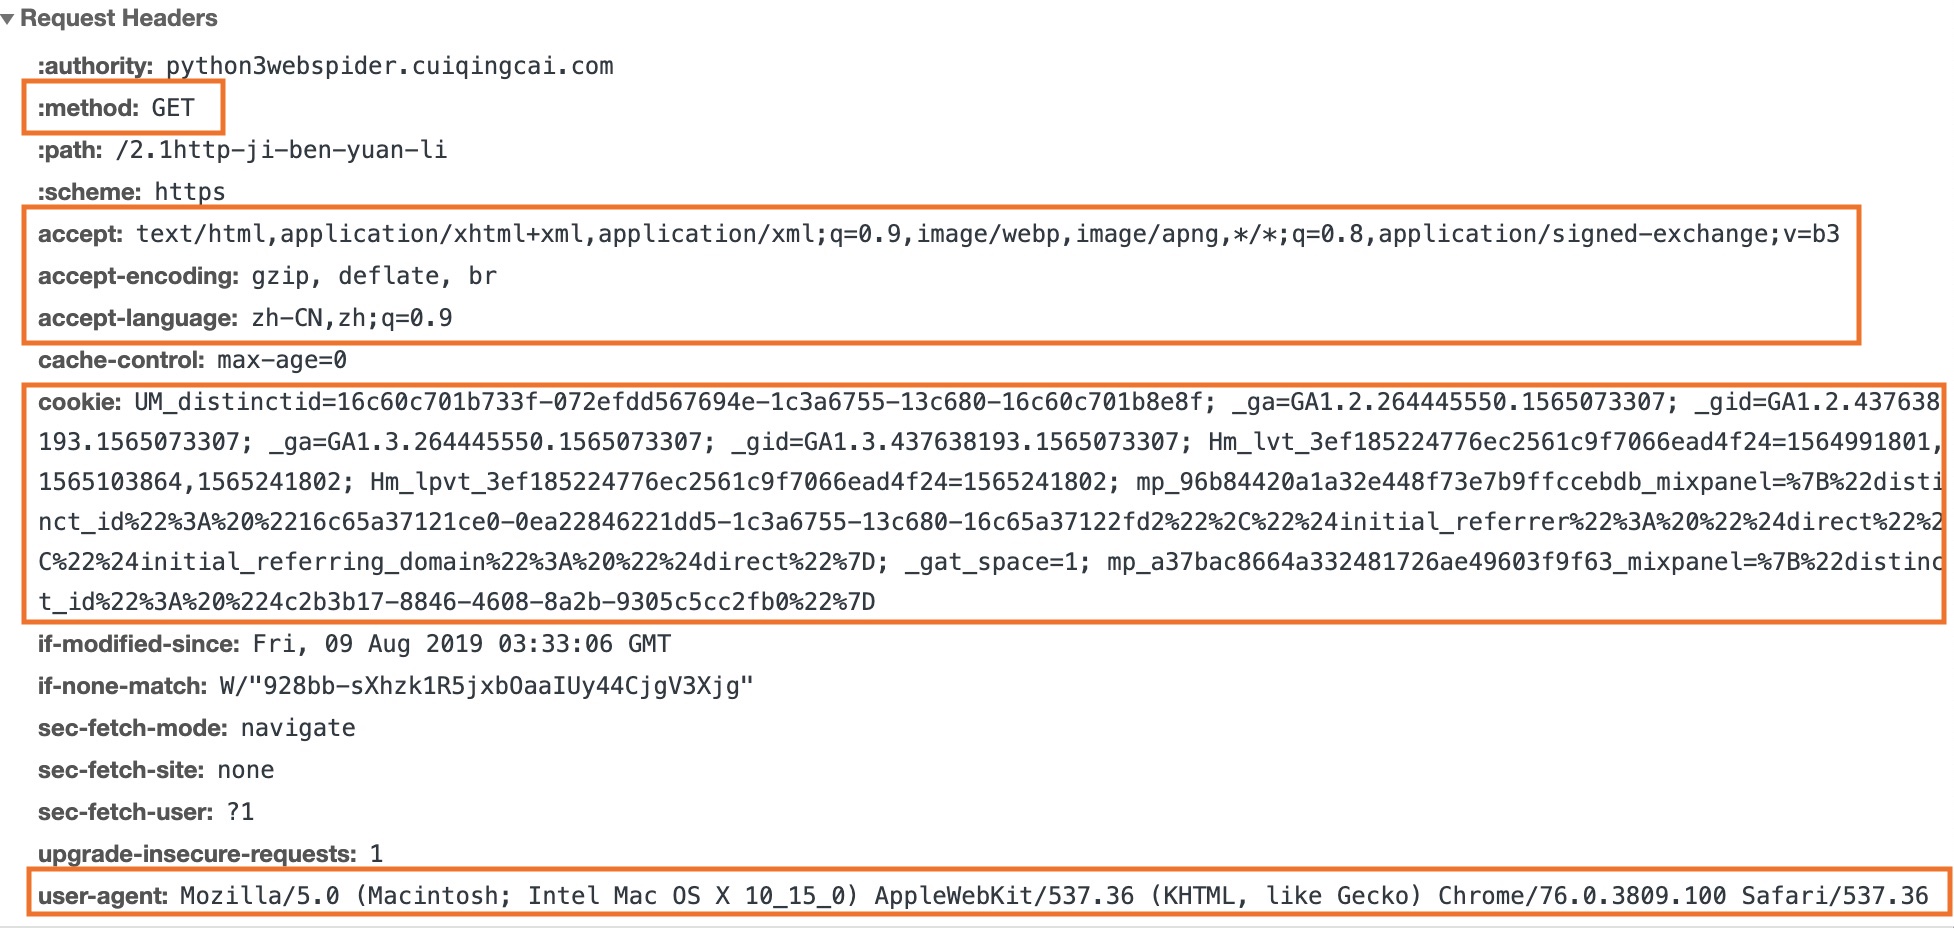 Request Headers
:authority: python3webspider.cuiqingcai.com
:method: GET
:path: /2.1http-ji-ben-yuan-li
:scheme: https
accept: text/html,application/xhtml+xml,application/xml;q=0.9,image/webp,image/apng,*/*;q=0.8,application/signed-exchange;v=b3
accept-encoding: gzip, deflate, br
accept-language: zh-CN,zh;q=0.9
cache-control: max-age=0
cookie: UM_distinctid=16c60c701b733f-072efdd567694e-1c3a6755-13c680-16c60c701b8e8f; _ga=GA1.2.264445550.1565073307; _gid=GA1.2.437638
193.1565073307; _ga=GA1.3.264445550.1565073307; _gid=GA1.3.437638193.1565073307; Hm_lvt_3ef185224776ec2561c9f7066ead4f24=1564991801,
1565103864,1565241802; Hm_lpvt_3ef185224776ec2561c9f7066ead4f24=1565241802; mp_96b84420a1a32e448f73e7b9ffccebdb_mixpanel=%7B%22disti
nct_id%22%3A%20%2216c65a37121ce0-0ea22846221dd5-1c3a6755-13c680-16c65a37122fd2%22%2C%22%24initial_referrer%22%3A%20%22%24direct%22%2
C%22%24initial_referring_domain%22%3A%20%22%24direct%22%7D; _gat_space=1; mp_a37bac8664a332481726ae49603f9f63_mixpanel=%7B%22distinc
t_id%22%3A%20%224c2b3b17-8846-4608-8a2b-9305c5cc2fb0%22%7D
if-modified-since: Fri, 09 Aug 2019 03:33:06 GMT
if-none-match: W/"928bb-sXhzk1R5jxbOaaIUy44CjgV3Xjg"
sec-fetch-mode: navigate
sec-fetch-site: none
sec-fetch-user: ?1
upgrade-insecure-requests: 1
user-agent: Mozilla/5.0 (Macintosh; Intel Mac OS X 10_15_0) AppleWebKit/537.36 (KHTML, like Gecko) Chrome/76.0.3809.100 Safari/537.36